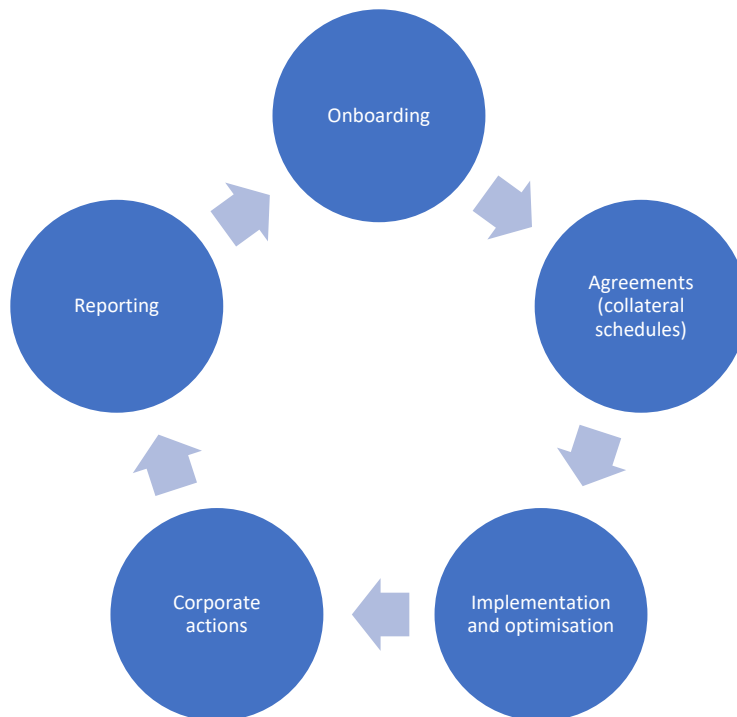 Onboarding
Agreements
(collateral
schedules)
Implementation
and optimisation
Corporate
actions
Reporting